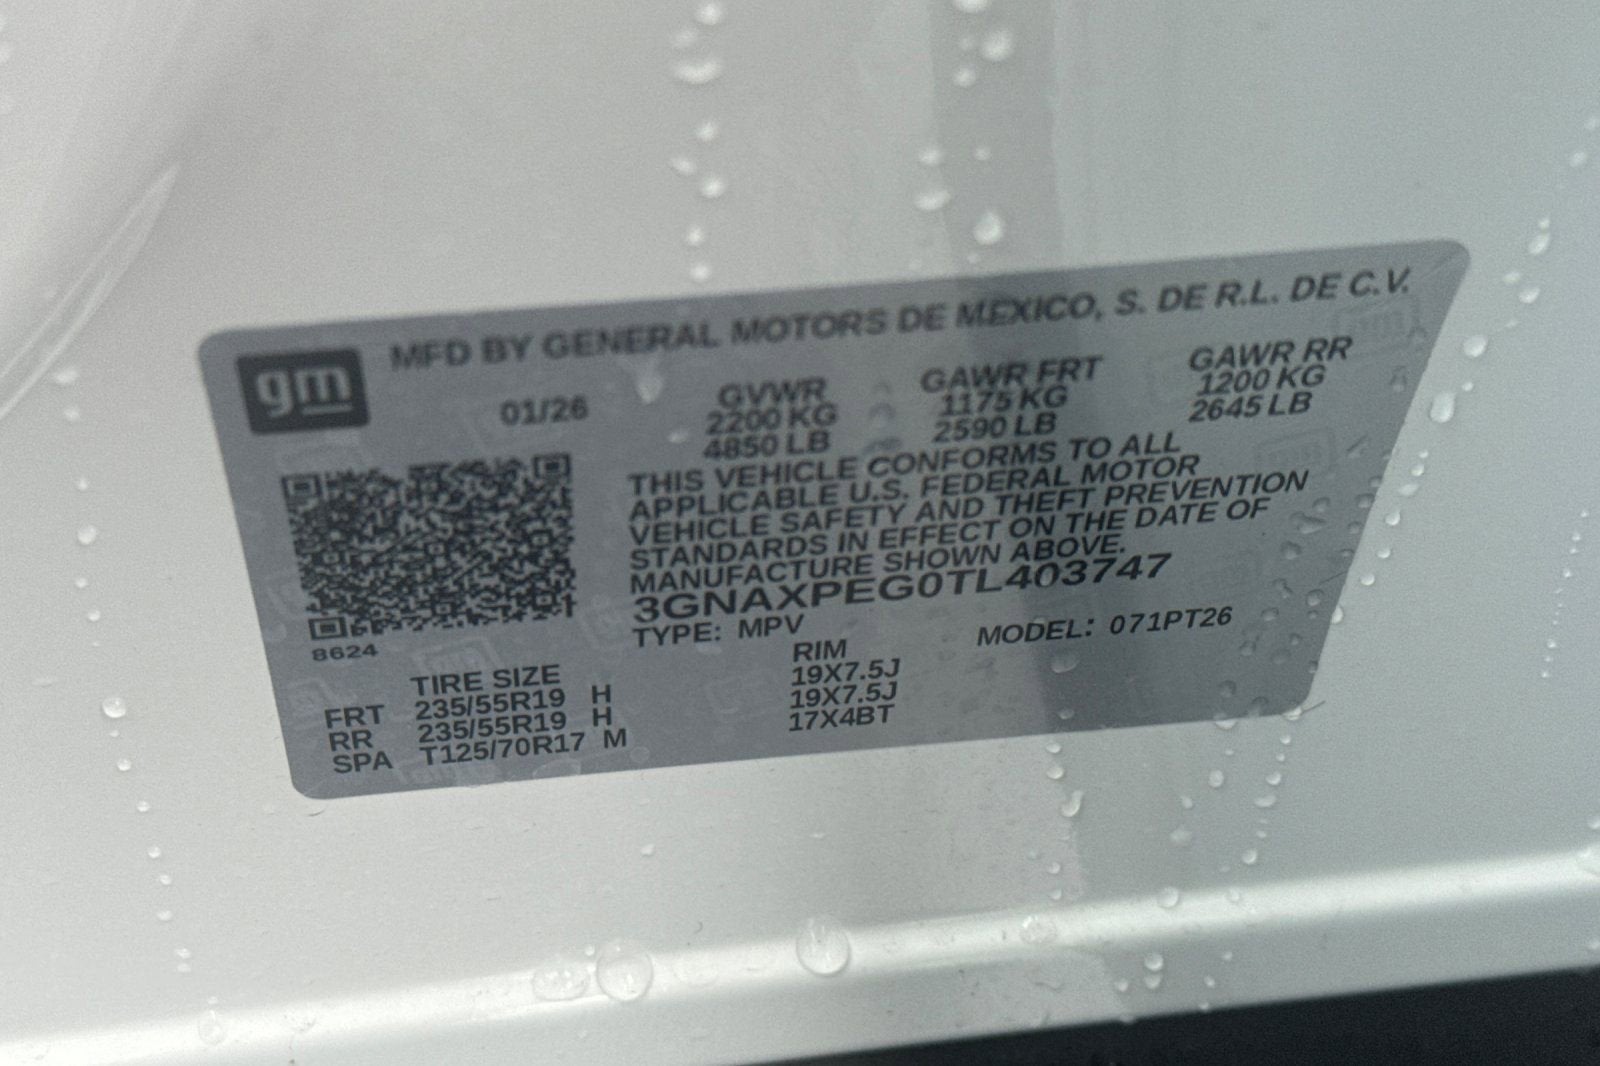 gm
MFD BY GENERAL MOTORS DE MEXICO, S. DE R.L. DE C.V.
01/26
GVWR GAWR FRT GAWR RR
2200 KG 1175 KG 1200 KG
4850 LB 2590 LB 2645 LB
THIS VEHICLE CONFORMS TO ALL
APPLICABLE U.S. FEDERAL MOTOR
VEHICLE SAFETY AND THEFT PREVENTION
STANDARDS IN EFFECT ON THE DATE OF
MANUFACTURE SHOWN ABOVE.
3GNAXPEG0TL403747
TYPE: MPV MODEL: 071PT26
8624
TIRE SIZE RIM
FRT 235/55R19 H 19X7.5J
RR 235/55R19 H 19X7.5J
SPA T125/70R17 M 17X4BT